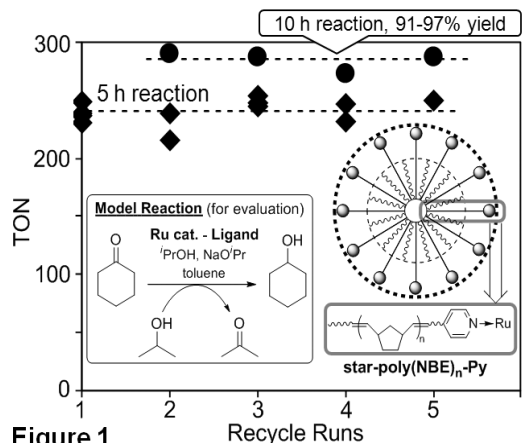 10 h reaction, 91-97% yield
300
5 h reaction
200
TON
Model Reaction (for evaluation)
Ru cat. - Ligand
ⁱPrOH, NaOⁱPr
toluene
O
OH
OH
O
100
N→Ru
n
star-poly(NBE)ₙ-Py
0
1 2 3 4 5
Figure 1
Recycle Runs